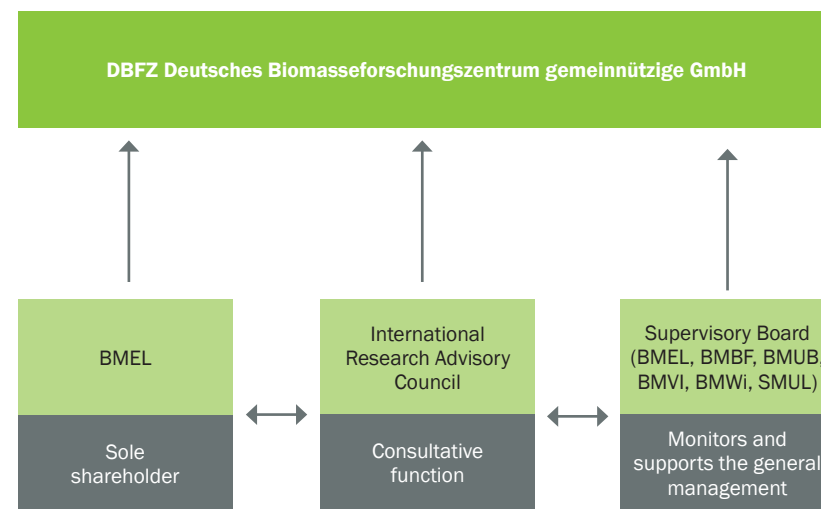 DBFZ Deutsches Biomasseforschungszentrum gemeinnützige GmbH
BMEL
Sole
shareholder
International
Research Advisory
Council
Consultative
function
Supervisory Board
(BMEL, BMBF, BMUB,
BMVI, BMWi, SMUL)
Monitors and
supports the general
management